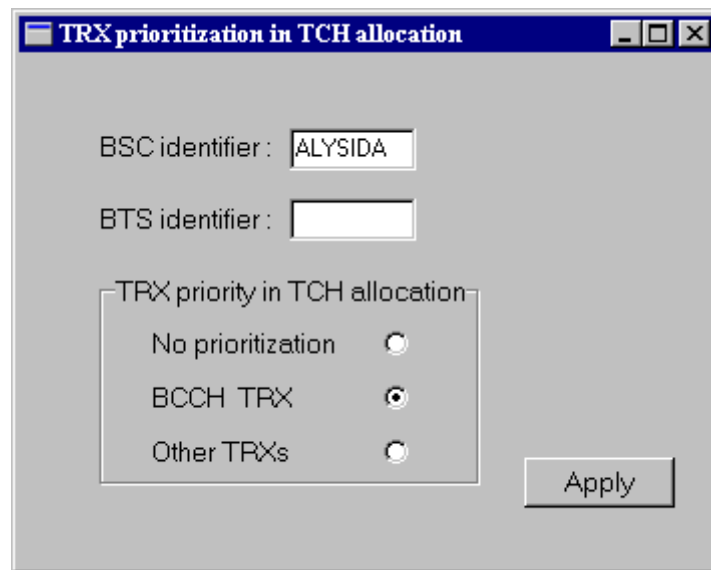 TRX prioritization in TCH allocation
BSC identifier : ALYSIDA
BTS identifier :
TRX priority in TCH allocation
No prioritization
BCCH TRX
Other TRXs
Apply